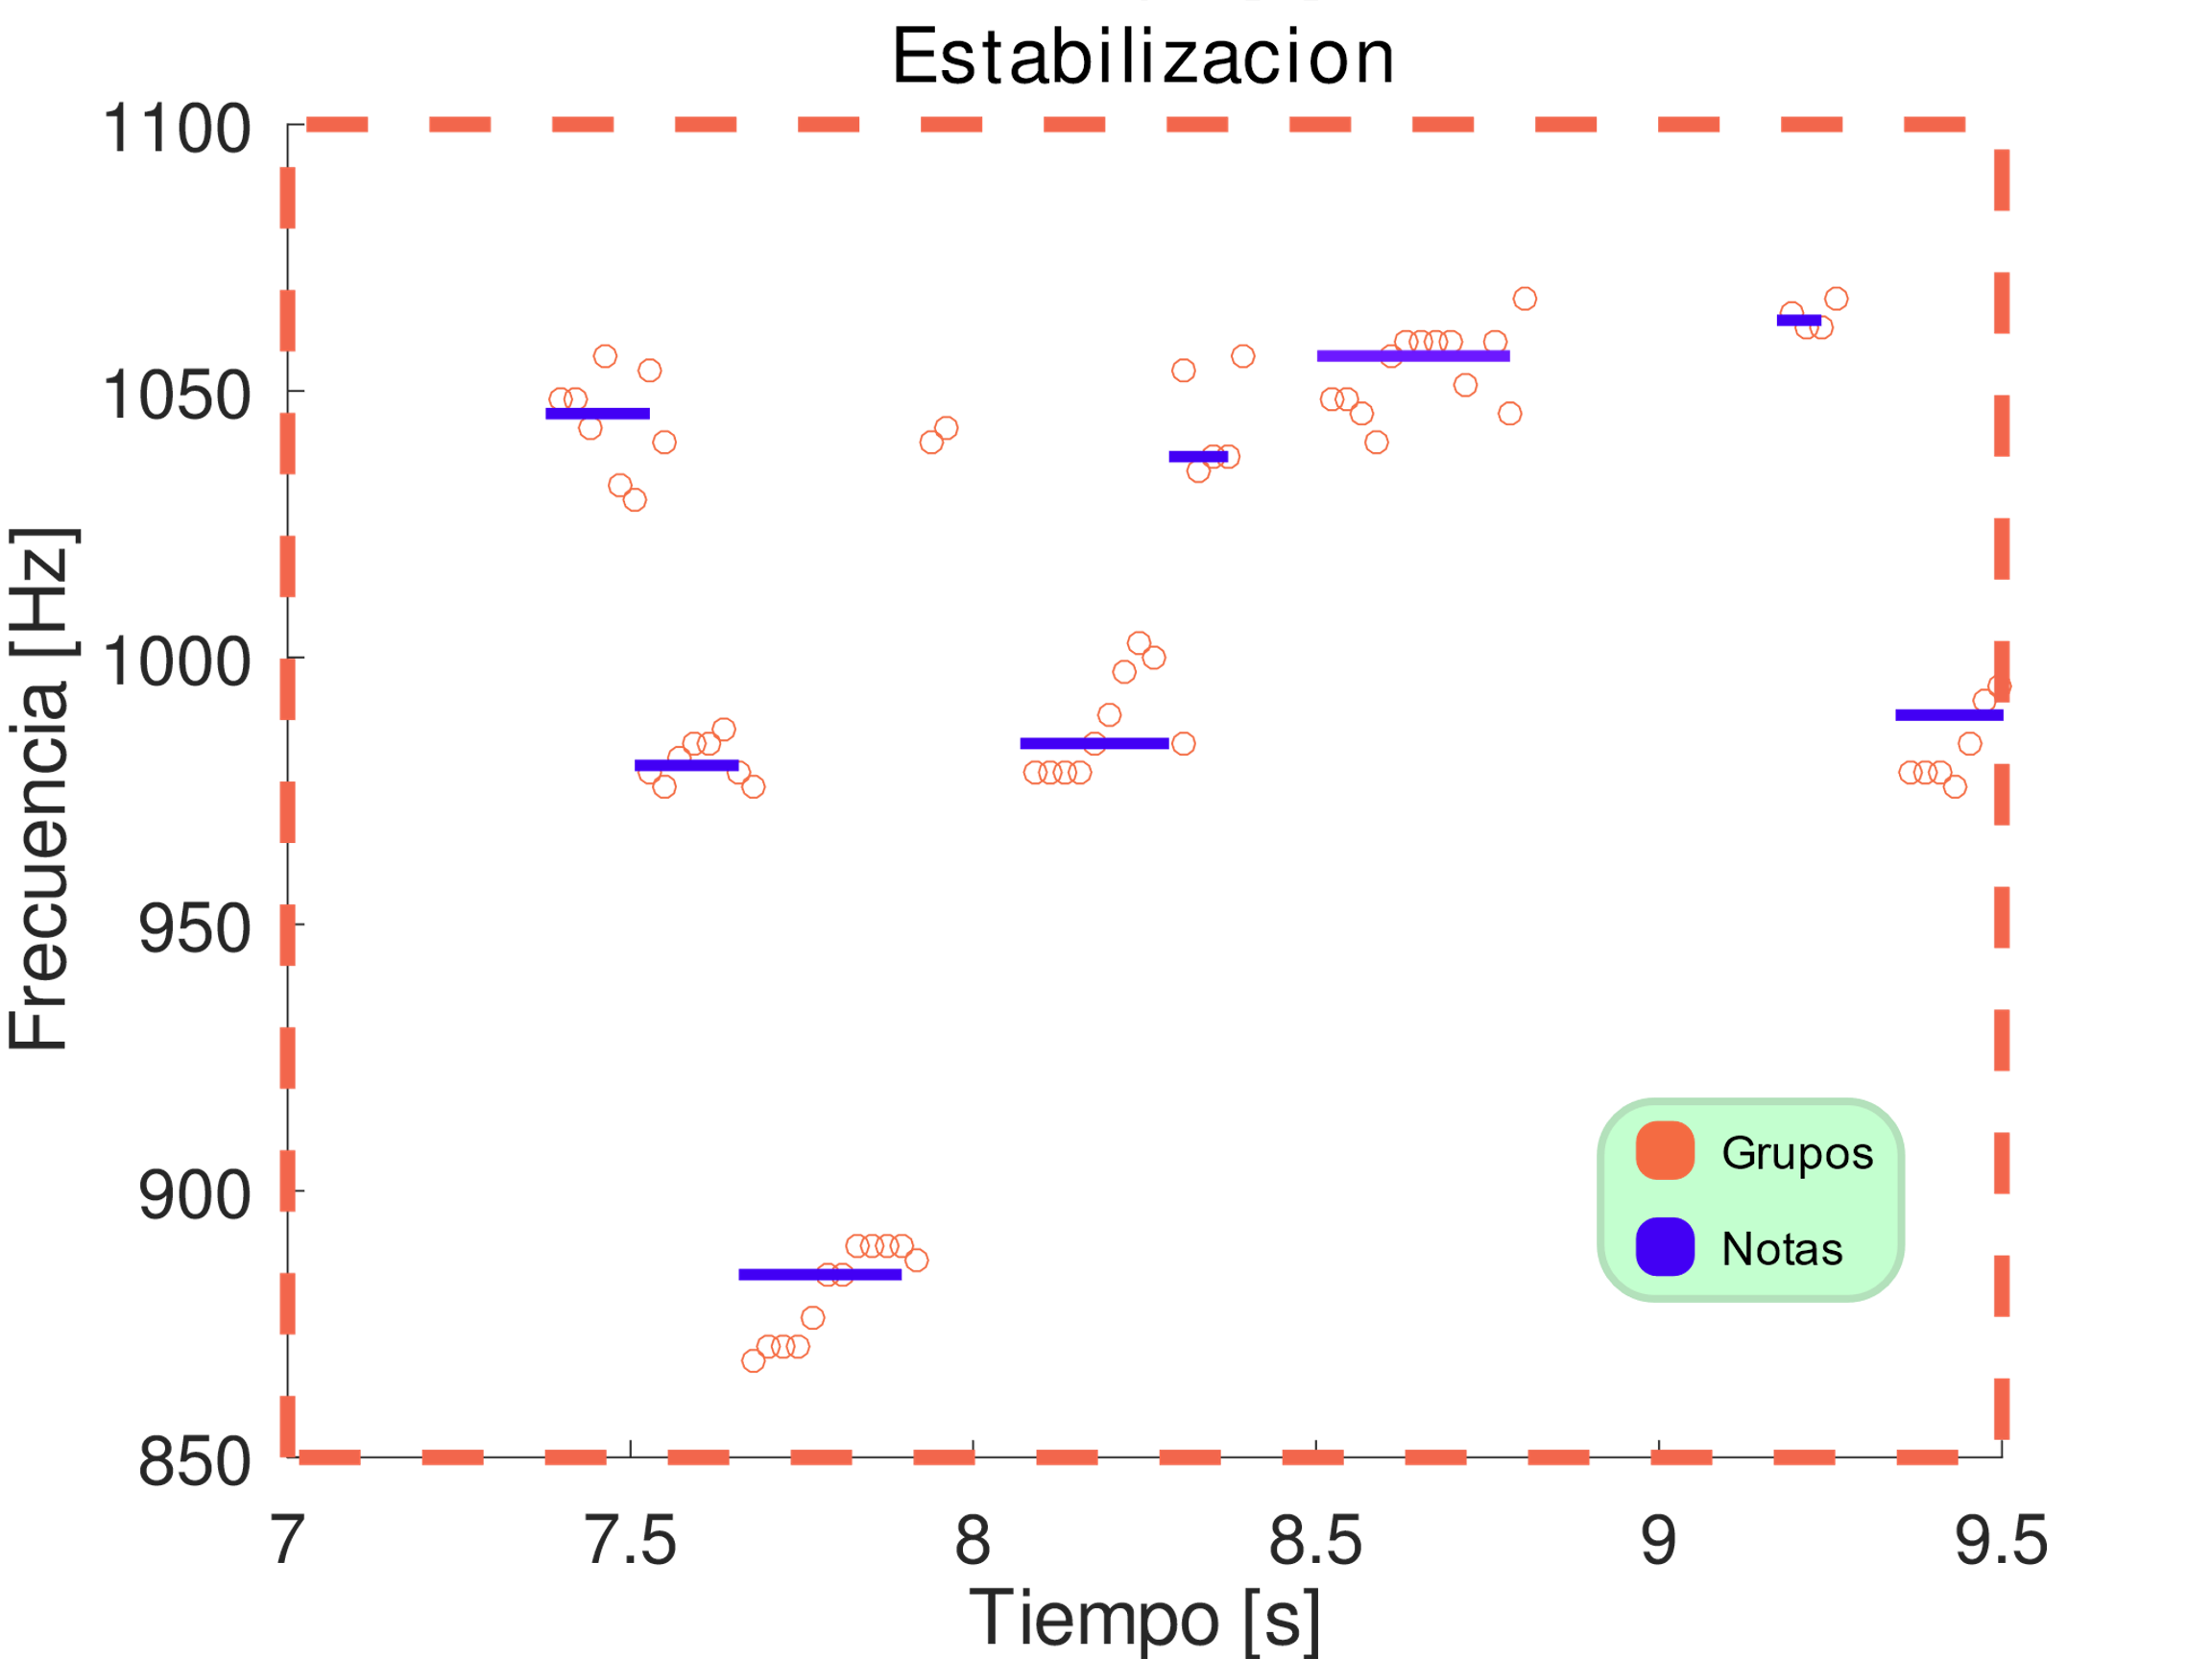 Estabilizacion
1100
1050
1000
950
900
850
Frecuencia [Hz]
Grupos
Notas
7 7.5 8 8.5 9 9.5
Tiempo [s]